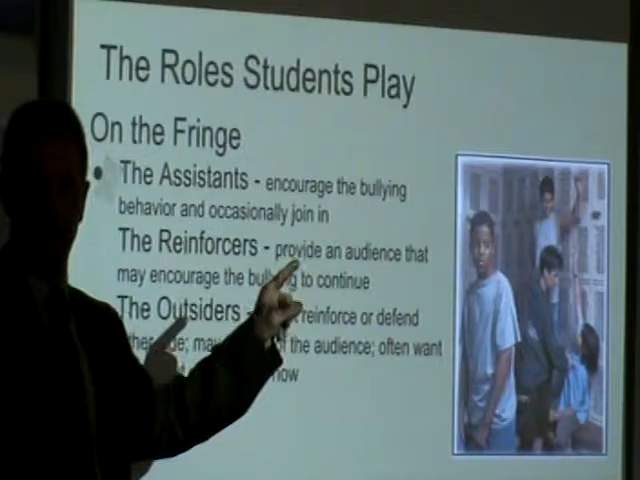 The Roles Students Play
On the Fringe
• The Assistants - encourage the bullying
behavior and occasionally join in
The Reinforcers - provide an audience that
may encourage the bullying to continue
The Outsiders - reinforce or defend
of the audience; often want